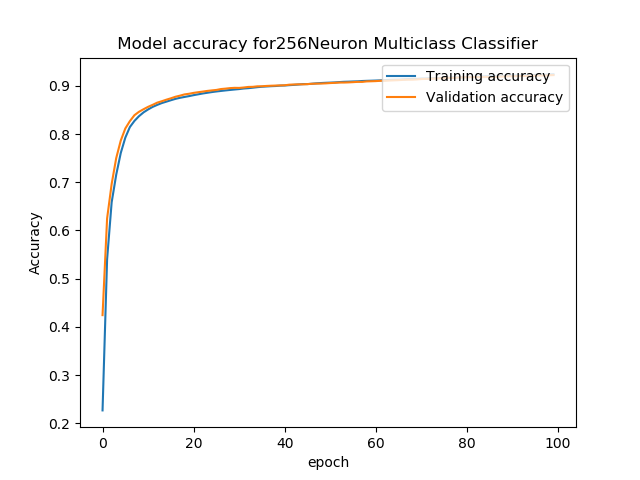 Model accuracy for256Neuron Multiclass Classifier
Training accuracy
Validation accuracy
0.9
0.8
0.7
0.6
0.5
0.4
0.3
0.2
Accuracy
0 20 40 60 80 100
epoch